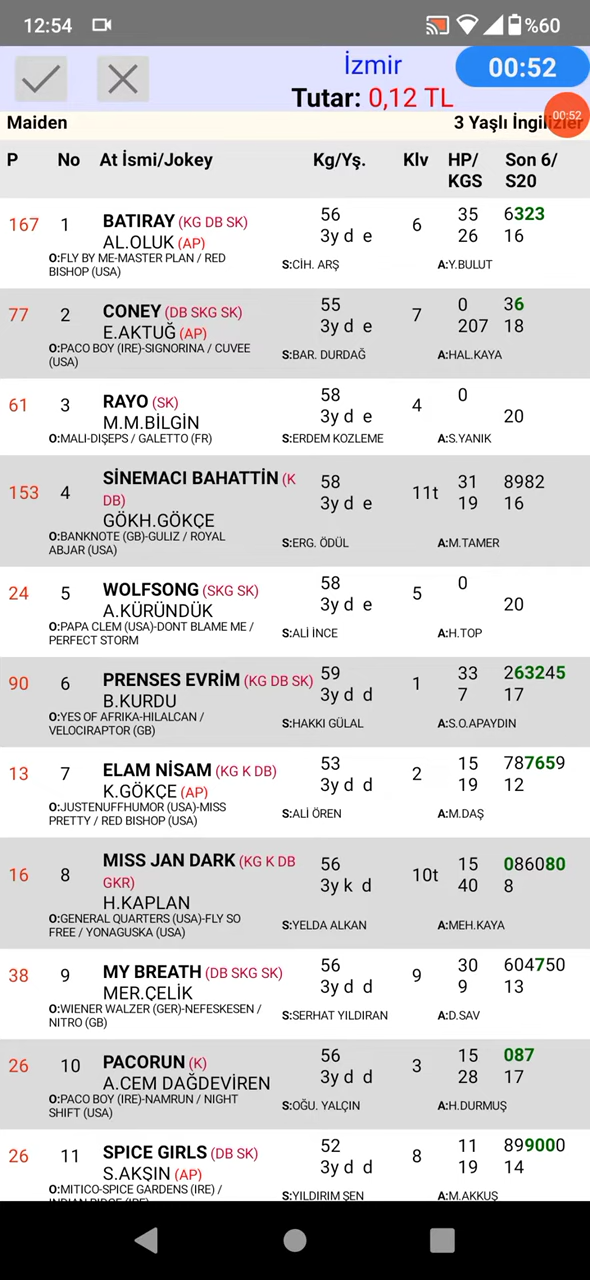 12:54 %60
İzmir 00:52
Tutar: 0,12 TL
00:52
Maiden 3 Yaşlı İngilizler
P No At İsmi/Jokey Kg/Yş. Klv HP/ Son 6/
KGS S20
167 1 BATIRAY (KG DB SK) 56 6 35 6323
AL.OLUK (AP) 3y d e 26 16
O:FLY BY ME-MASTER PLAN / RED S:CİH. ARŞ A:Y.BULUT
BISHOP (USA)
77 2 CONEY (DB SKG SK) 55 7 0 36
E.AKTUĞ (AP) 3y d e 207 18
O:PACO BOY (IRE)-SIGNORINA / CUVEE S:BAR. DURDAĞ A:HAL.KAYA
(USA)
61 3 RAYO (SK) 58 4 0
M.M.BİLGİN 3y d e 20
O:MALI-DIŞEPS / GALETTO (FR) S:ERDEM KOZLEME A:S.YANIK
153 4 SİNEMACI BAHATTİN (K 58 11t 31 8982
DB) 3y d e 19 16
GÖKH.GÖKÇE
O:BANKNOTE (GB)-GULIZ / ROYAL S:ERG. ÖDÜL A:M.TAMER
ABJAR (USA)
24 5 WOLFSONG (SKG SK) 58 5 0
A.KÜRÜNDÜK 3y d e 20
O:PAPA CLEM (USA)-DONT BLAME ME / S:ALİ İNCE A:H.TOP
PERFECT STORM
90 6 PRENSES EVRİM (KG DB SK) 59 1 33 263245
B.KURDU 3y d d 7 17
O:YES OF AFRIKA-HILALCAN / S:HAKKI GÜLAL A:S.O.APAYDIN
VELOCIRAPTOR (GB)
13 7 ELAM NİSAM (KG K DB) 53 2 15 787659
K.GÖKÇE (AP) 3y d d 19 12
O:JUSTENUFFHUMOR (USA)-MISS S:ALİ ÖREN A:M.DAŞ
PRETTY / RED BISHOP (USA)
16 8 MISS JAN DARK (KG K DB 56 10t 15 086080
GKR) 3y k d 40 8
H.KAPLAN
O:GENERAL QUARTERS (USA)-FLY SO S:YELDA ALKAN A:MEH.KAYA
FREE / YONAGUSKA (USA)
38 9 MY BREATH (DB SKG SK) 56 9 30 604750
MER.ÇELİK 3y d d 9 13
O:WIENER WALZER (GER)-NEFESKESEN / S:SERHAT YILDIRAN A:D.SAV
NITRO (GB)
26 10 PACORUN (K) 56 3 15 087
A.CEM DAĞDEVİREN 3y d d 28 17
O:PACO BOY (IRE)-NAMRUN / NIGHT S:OĞU. YALÇIN A:H.DURMUŞ
SHIFT (USA)
26 11 SPICE GIRLS (DB SK) 52 8 11 899000
S.AKŞIN (AP) 3y d d 19 14
O:MITICO-SPICE GARDENS (IRE) / S:YILDIRIM ŞEN A:M.AKKUŞ
INDIAN RIDGE (IRE)